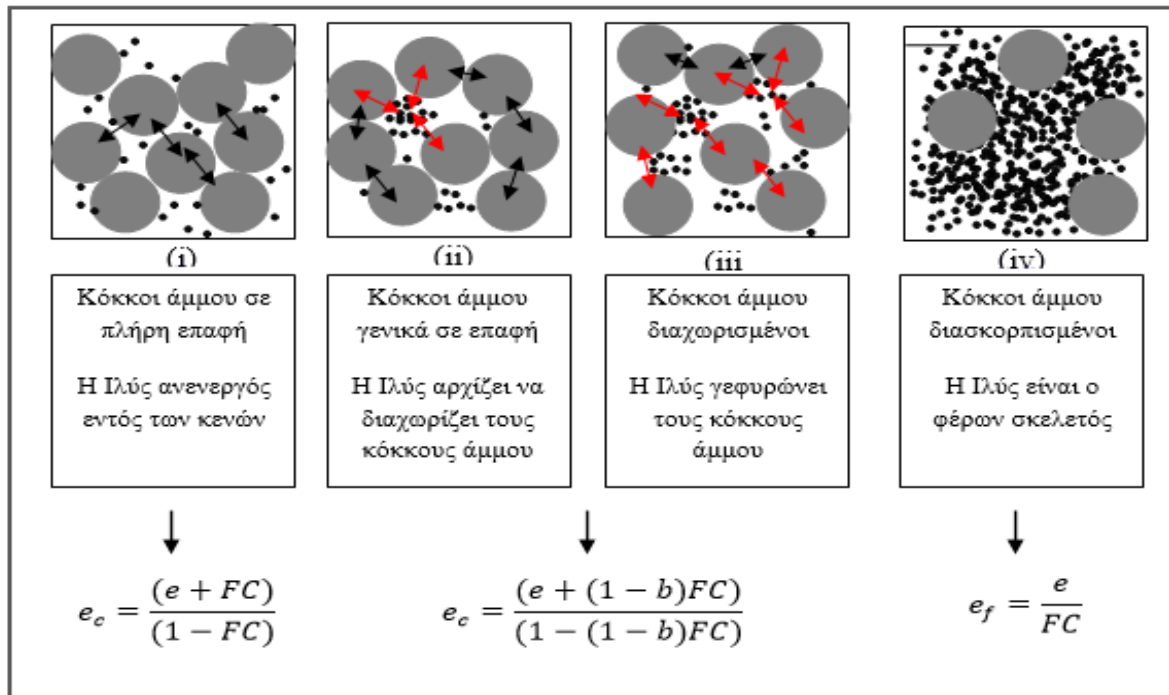 (i)
(ii)
(iii
(iv)
Κόκκοι άμμου σε
πλήρη επαφή
Η Ιλύς ανενεργός
εντός των κενών
Κόκκοι άμμου
γενικά σε επαφή
Η Ιλύς αρχίζει να
διαχωρίζει τους
κόκκους άμμου
Κόκκοι άμμου
διαχωρισμένοι
Η Ιλύς γεφυρώνει
τους κόκκους
άμμου
Κόκκοι άμμου
διασκορπισμένοι
Η Ιλύς είναι ο
φέρων σκελετός
e_c = (e + FC) / (1 − FC)
e_c = (e + (1 − b)FC) / (1 − (1 − b)FC)
e_f = e / FC